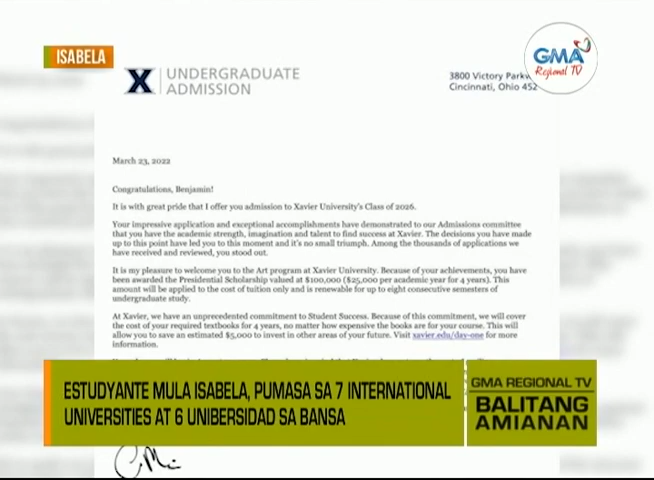 ISABELA
GMA
Regional TV
X UNDERGRADUATE
ADMISSION
3800 Victory
Cincinnati, Ohio 452
March 23, 2022
Congratulations, Benjamin!
It is with great pride that I offer you admission to Xavier University's Class of 2026.
Your impressive application and exceptional accomplishments have demonstrated to our Admissions committee
that you have the academic strength, imagination and talent to find success at Xavier. The decisions you have made
up to this point have led you to this moment and it's no small triumph. Among the thousands of applications we
have received and reviewed, you stood out.
It is my pleasure to welcome you to the Art program at Xavier University. Because of your achievements, you have
been awarded the Presidential Scholarship valued at $100,000 ($25,000 per academic year for 4 years). This
amount will be applied to the cost of tuition only and is renewable for up to eight consecutive semesters of
undergraduate study.
At Xavier, we have an unprecedented commitment to Student Success. Because of this commitment, we will cover
the cost of your required textbooks for 4 years, no matter how expensive the books are for your course. This will
allow you to save an estimated $5,000 to invest in other areas of your future. Visit xavier.edu/day-one for more
information.
ESTUDYANTE MULA ISABELA, PUMASA SA 7 INTERNATIONAL
UNIVERSITIES AT 6 UNIBERSIDAD SA BANSA
GMA REGIONAL TV
BALITANG
AMIANAN